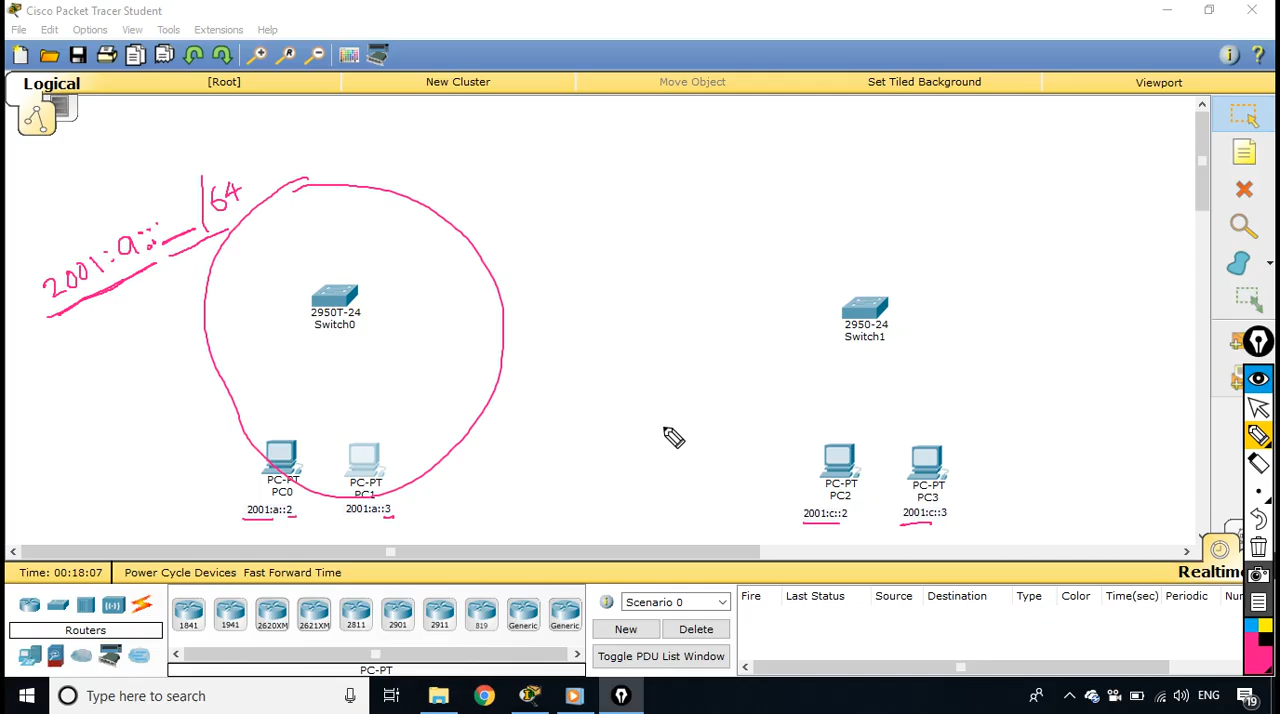 Cisco Packet Tracer Student
File Edit Options View Tools Extensions Help
Logical [Root] New Cluster Move Object Set Tiled Background Viewport
/64
2001:a::
2950T-24
Switch0
2950-24
Switch1
PC-PT
PC0
2001:a::2
PC-PT
PC1
2001:a::3
PC-PT
PC2
2001:c::2
PC-PT
PC3
2001:c::3
Time: 00:18:07 Power Cycle Devices Fast Forward Time Realtime
Routers
1841 1941 2620XM 2621XM 2811 2901 2911 819 Generic Generic
PC-PT
Scenario 0
New Delete
Toggle PDU List Window
Fire Last Status Source Destination Type Color Time(sec) Periodic Nur
Type here to search
ENG
19